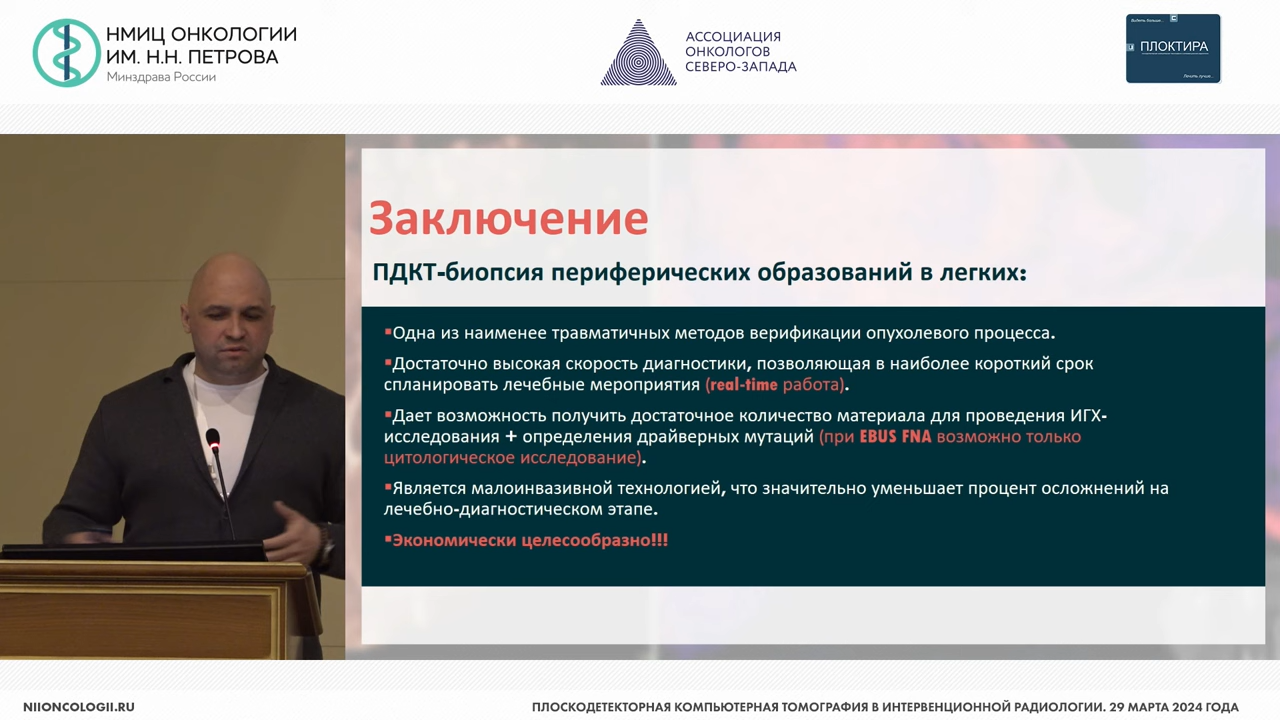 НМИЦ ОНКОЛОГИИ
ИМ. Н.Н. ПЕТРОВА
Минздрава России
АССОЦИАЦИЯ
ОНКОЛОГОВ
СЕВЕРО-ЗАПАДА
Видеть больше...
ПЛОКТИРА
Лечить лучше...
Заключение
ПДКТ-биопсия периферических образований в легких:
▪Одна из наименее травматичных методов верификации опухолевого процесса.
▪Достаточно высокая скорость диагностики, позволяющая в наиболее короткий срок
спланировать лечебные мероприятия (real-time работа).
▪Дает возможность получить достаточное количество материала для проведения ИГХ-
исследования + определения драйверных мутаций (при EBUS FNA возможно только
цитологическое исследование).
▪Является малоинвазивной технологией, что значительно уменьшает процент осложнений на
лечебно-диагностическом этапе.
▪Экономически целесообразно!!!
NIIONCOLOGII.RU
ПЛОСКОДЕТЕКТОРНАЯ КОМПЬЮТЕРНАЯ ТОМОГРАФИЯ В ИНТЕРВЕНЦИОННОЙ РАДИОЛОГИИ. 29 МАРТА 2024 ГОДА